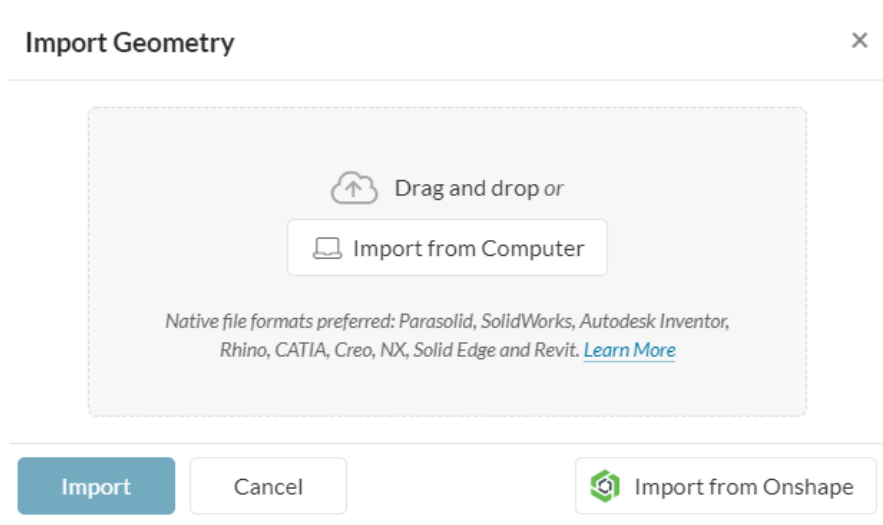 Import Geometry
Drag and drop or
Import from Computer
Native file formats preferred: Parasolid, SolidWorks, Autodesk Inventor,
Rhino, CATIA, Creo, NX, Solid Edge and Revit. Learn More
Import
Cancel
Import from Onshape